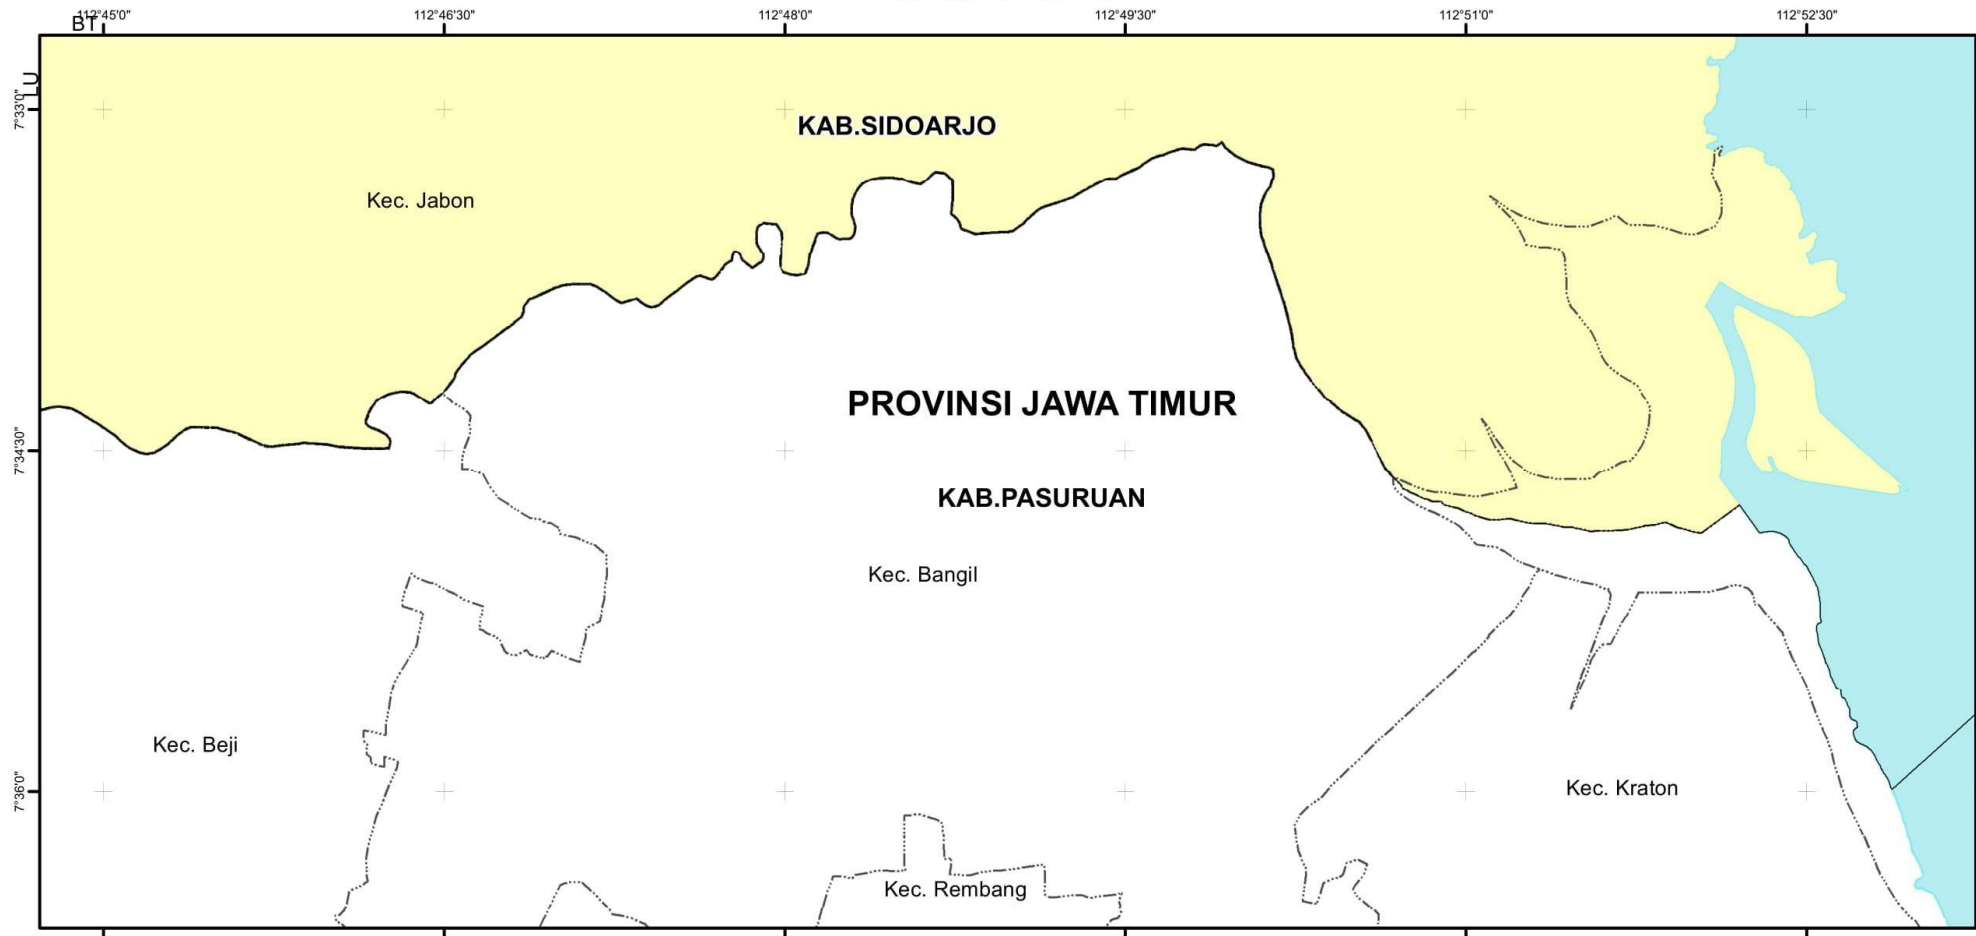 112°45'0"
112°46'30"
112°48'0"
112°49'30"
112°51'0"
112°52'30"
BT
LU
7°33'0"
KAB.SIDOARJO
Kec. Jabon
PROVINSI JAWA TIMUR
7°34'30"
KAB.PASURUAN
Kec. Bangil
Kec. Beji
7°36'0"
Kec. Kraton
Kec. Rembang